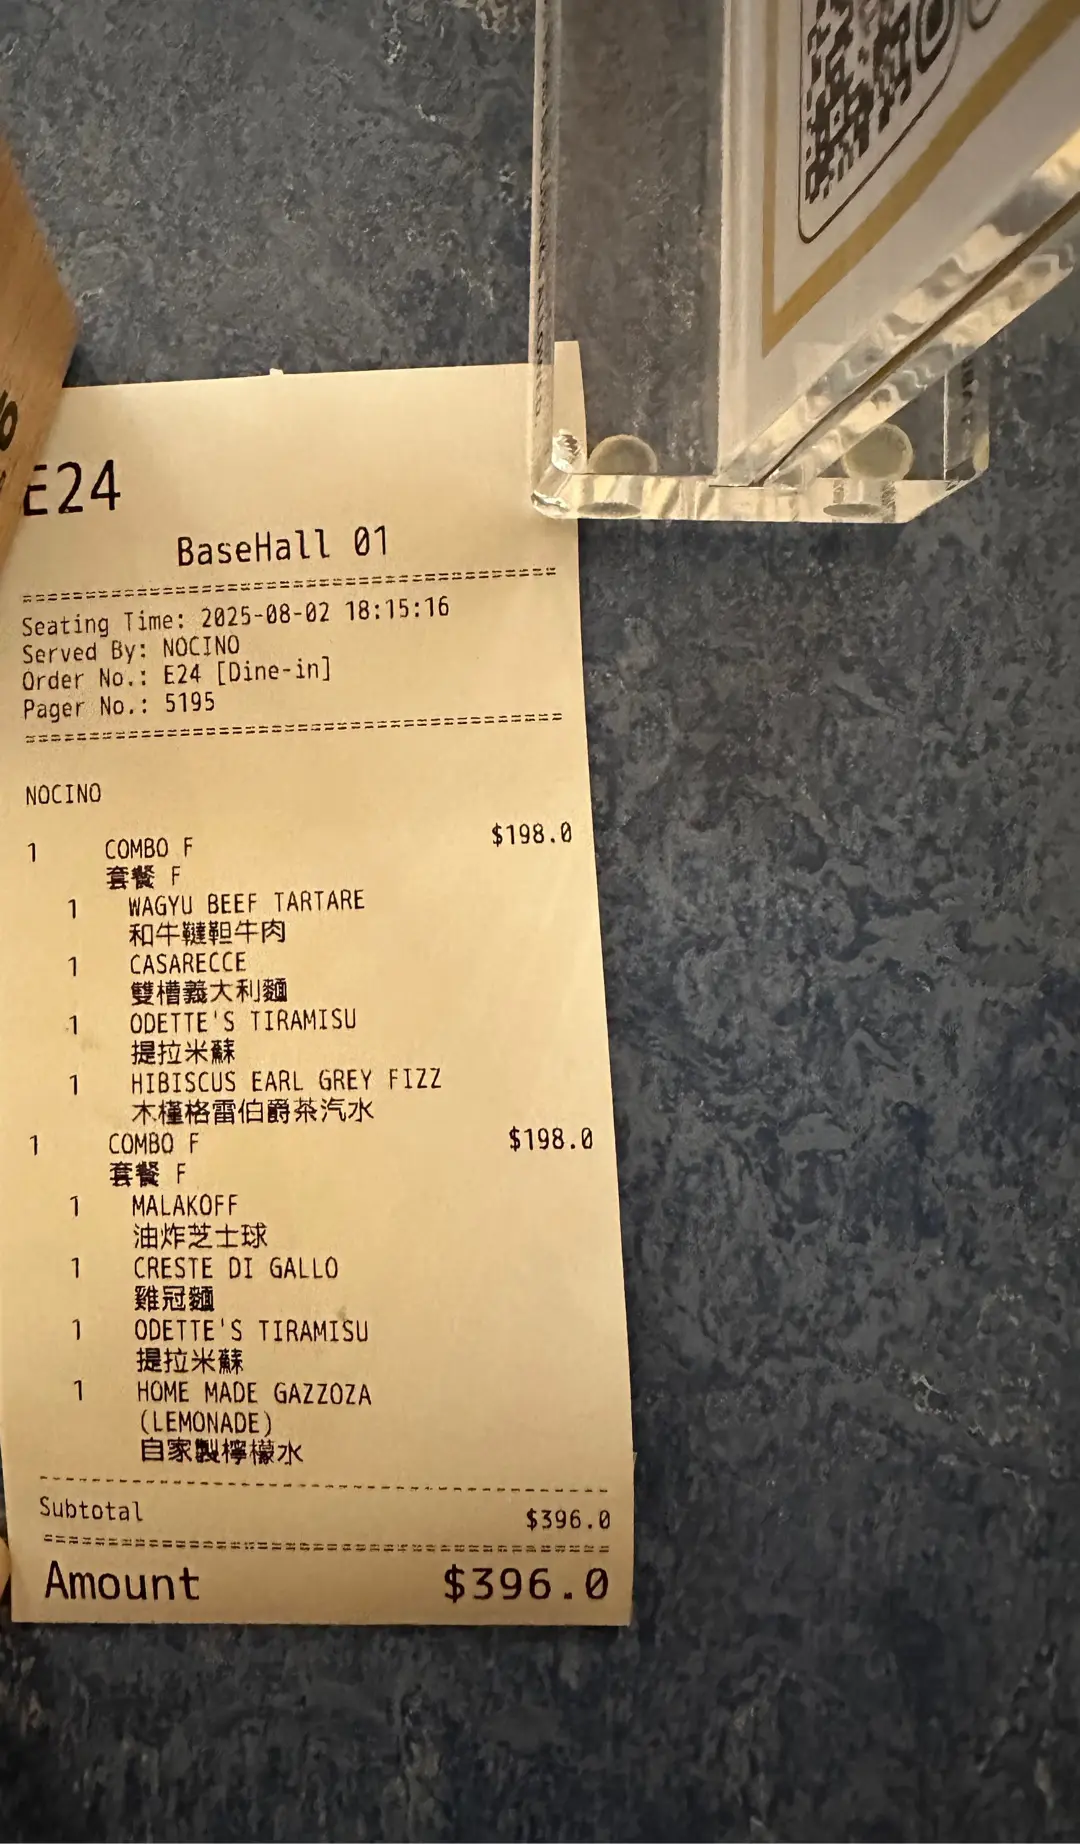 E24
BaseHall 01
==========================================
Seating Time: 2025-08-02 18:15:16
Served By: NOCINO
Order No.: E24 [Dine-in]
Pager No.: 5195
==========================================
NOCINO
1 COMBO F $198.0
套餐 F
1 WAGYU BEEF TARTARE
和牛韃靼牛肉
1 CASARECCE
雙槽義大利麵
1 ODETTE'S TIRAMISU
提拉米蘇
1 HIBISCUS EARL GREY FIZZ
木槿格雷伯爵茶汽水
1 COMBO F $198.0
套餐 F
1 MALAKOFF
油炸芝士球
1 CRESTE DI GALLO
雞冠麵
1 ODETTE'S TIRAMISU
提拉米蘇
1 HOME MADE GAZZOZA
(LEMONADE)
自家製檸檬水
------------------------------------------
Subtotal $396.0
==========================================
Amount $396.0